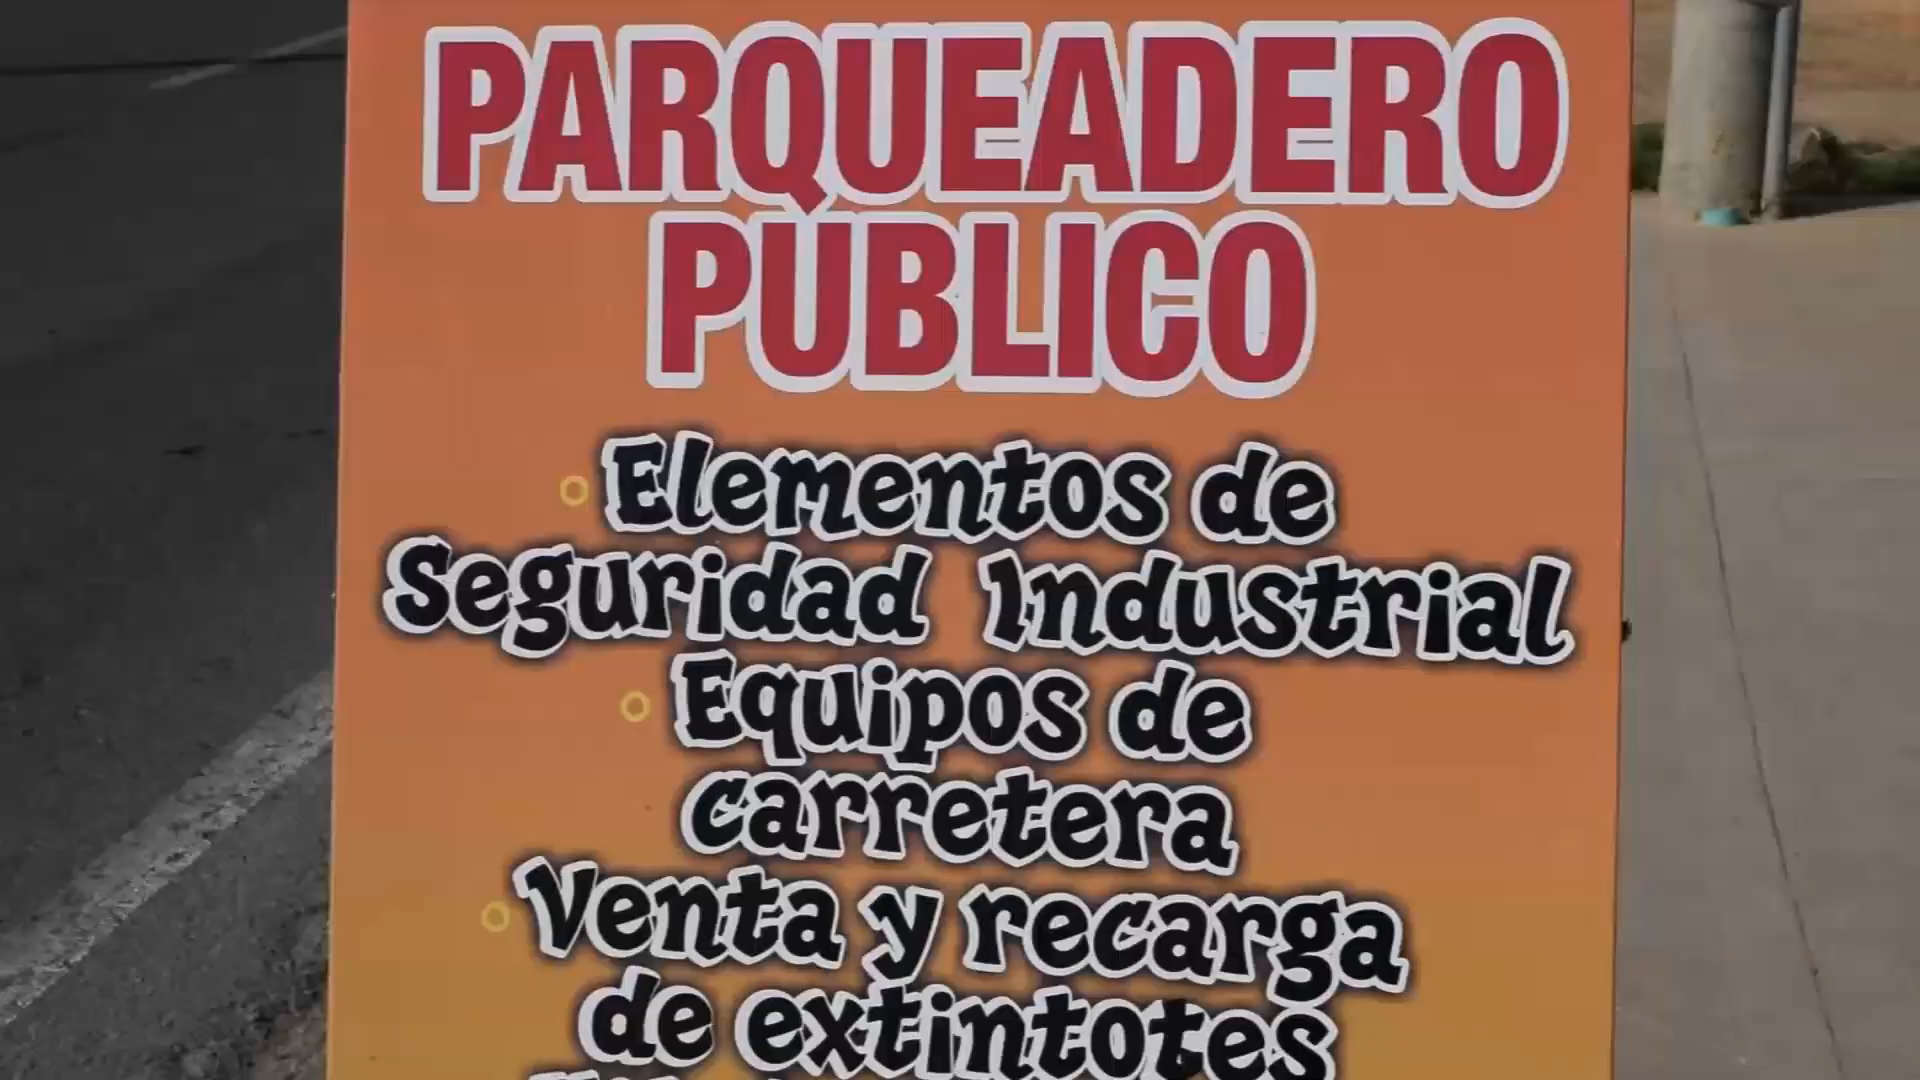 PARQUEADERO
PUBLICO
Elementos de
Seguridad Industrial
Equipos de
carretera
Venta y recarga
de extintotes